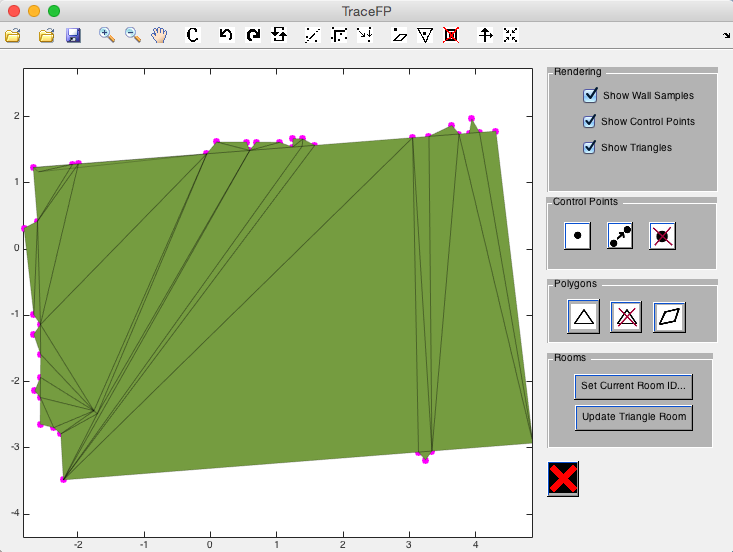 TraceFP
C
Rendering
Show Wall Samples
Show Control Points
Show Triangles
Control Points
Polygons
Rooms
Set Current Room ID...
Update Triangle Room
2
1
0
-1
-2
-3
-4
-2 -1 0 1 2 3 4